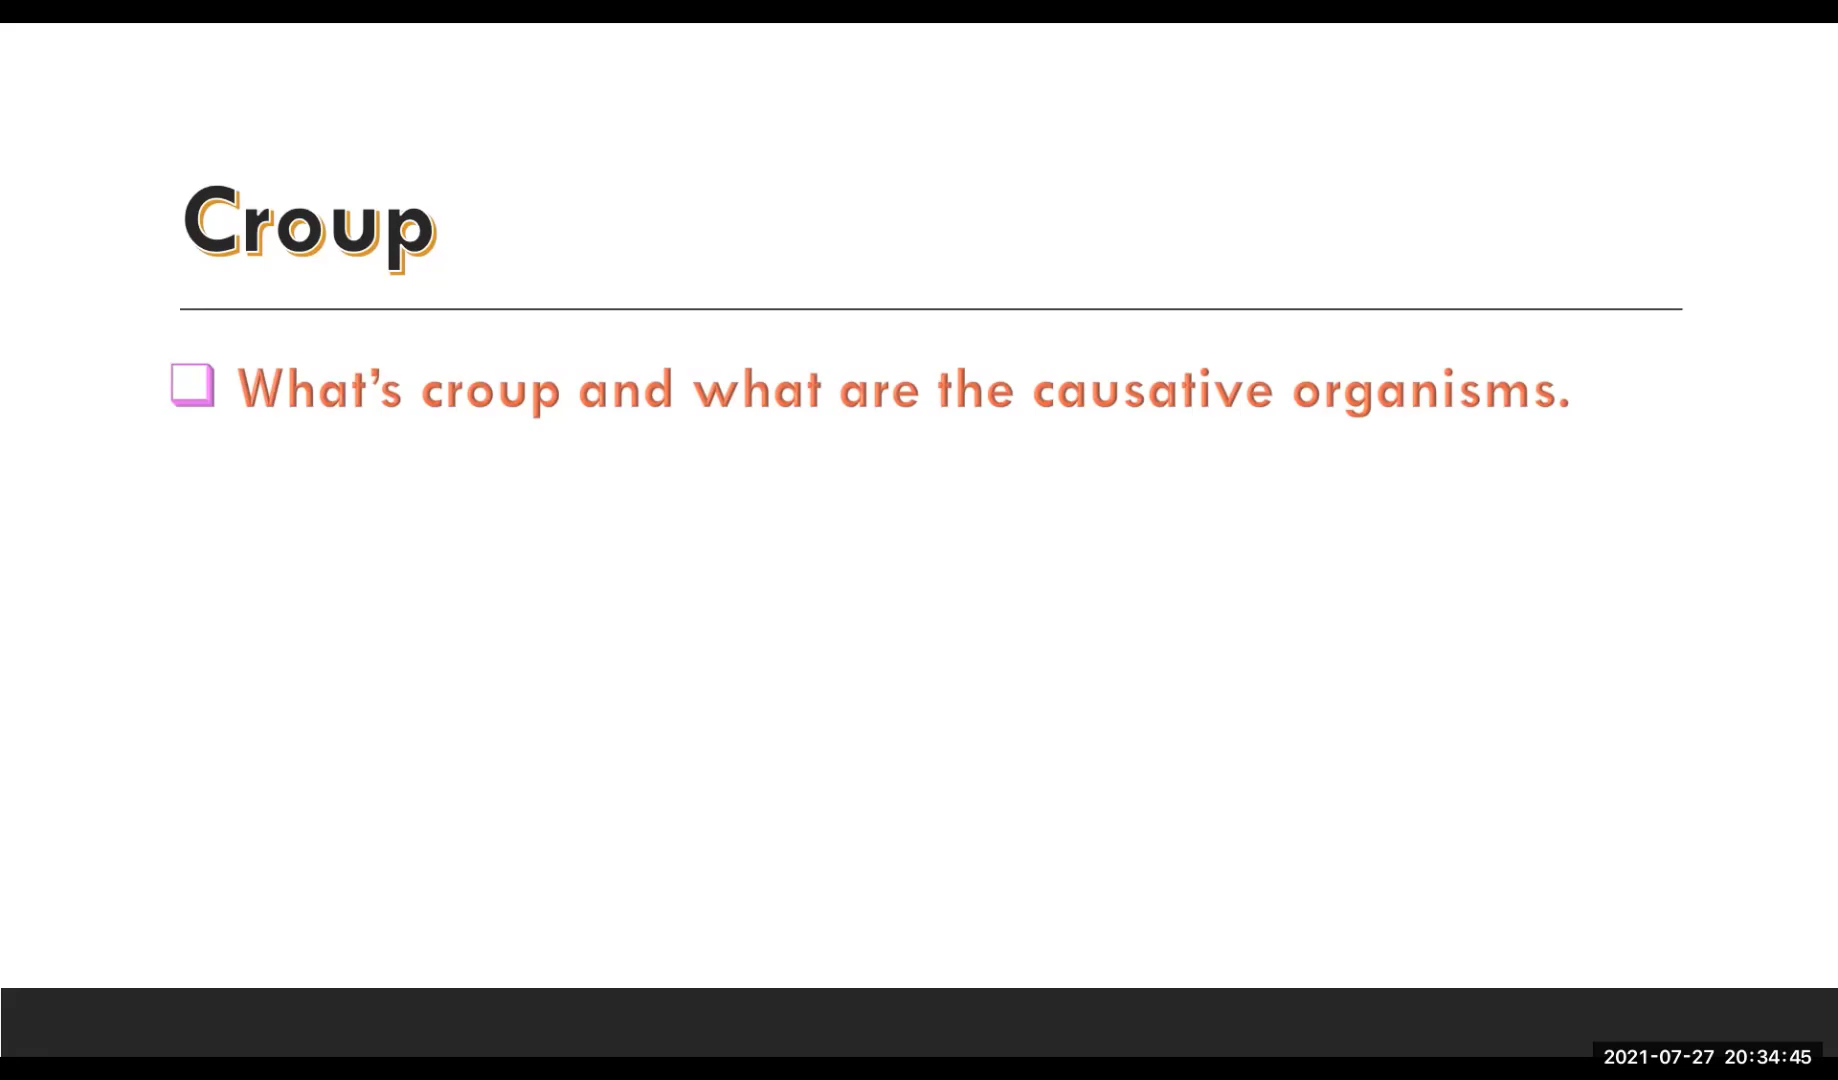 Croup
What’s croup and what are the causative organisms.
2021-07-27 20:34:45